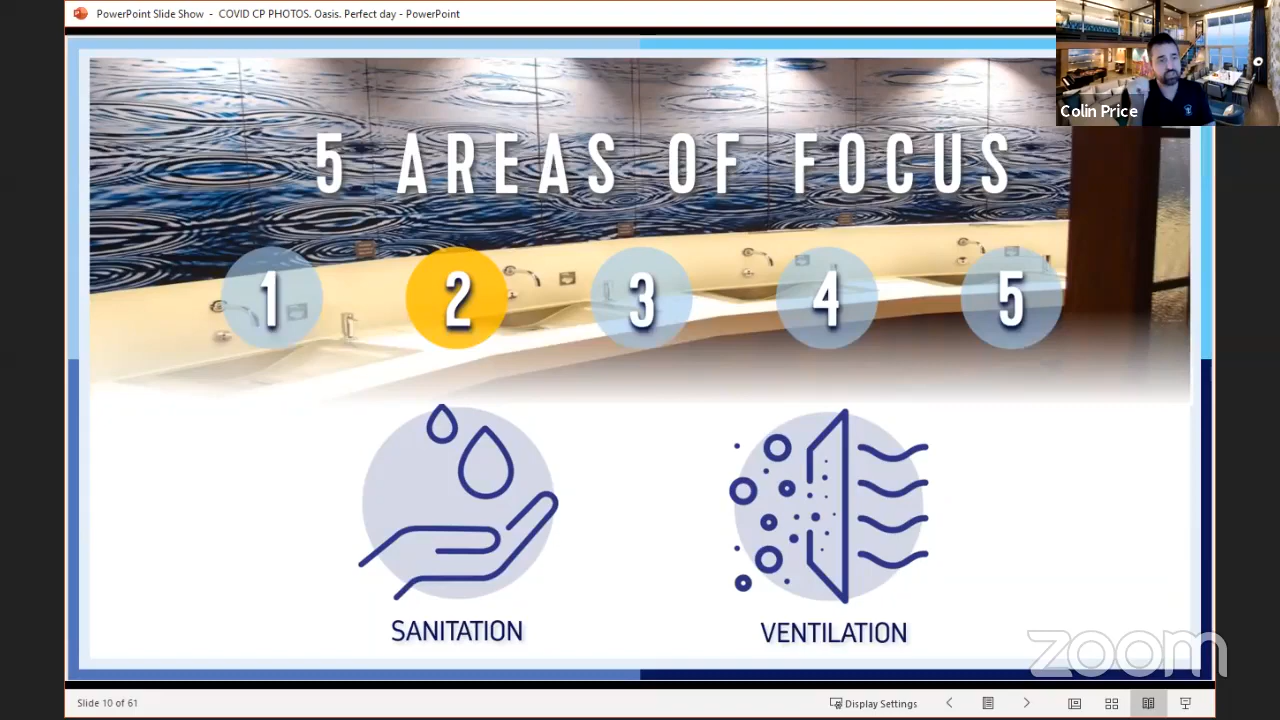 PowerPoint Slide Show - COVID CP PHOTOS. Oasis. Perfect day - PowerPoint
Colin Price
5 AREAS OF FOCUS
1 2 3 4 5
SANITATION
VENTILATION
zoom
Slide 10 of 61
Display Settings